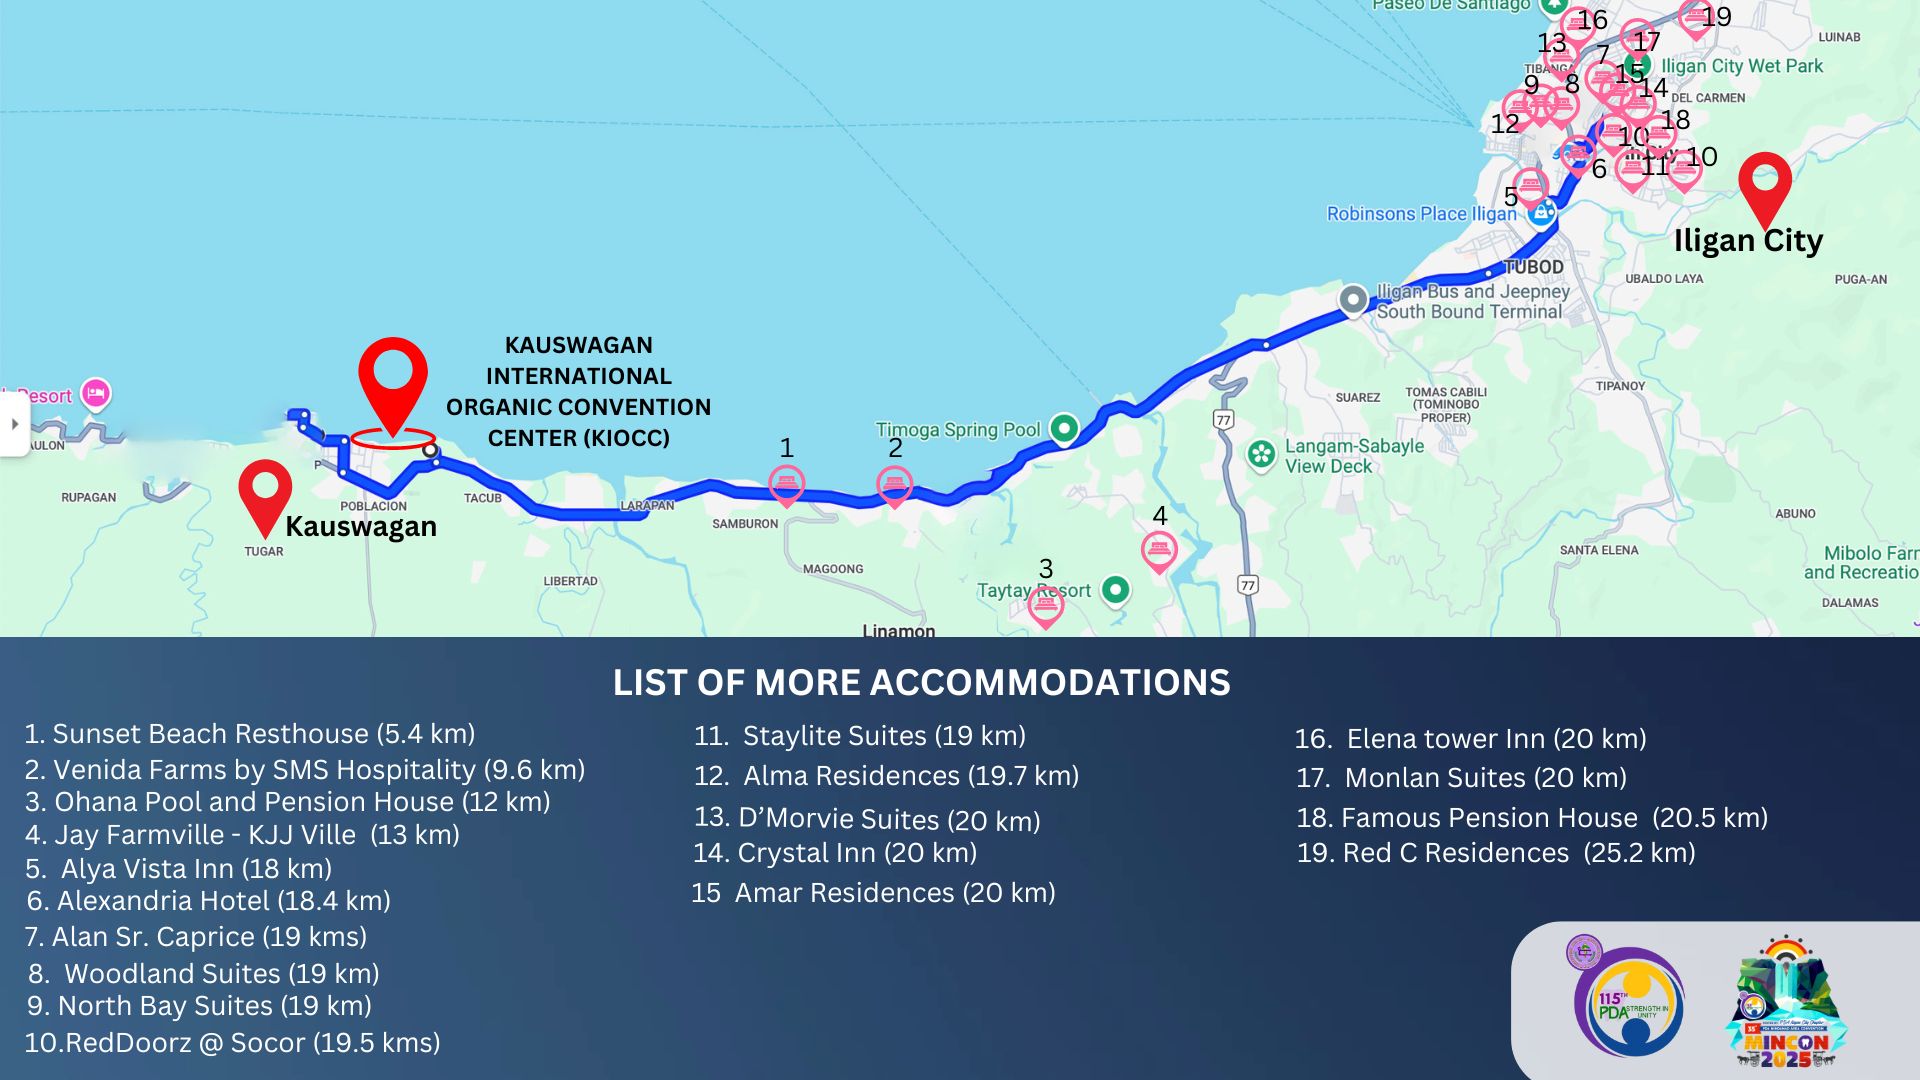 Paseo De Santiago
16
19
13
17
LUINAB
7
TIBANGA
15
Iligan City Wet Park
9
8
14
DEL CARMEN
12
18
10
6
11
10
5
Robinsons Place Iligan
Iligan City
TUBOD
UBALDO LAYA
PUGA-AN
Iligan Bus and Jeepney
South Bound Terminal
KAUSWAGAN
INTERNATIONAL
ORGANIC CONVENTION
CENTER (KIOCC)
Resort
SUAREZ
TOMAS CABILI
(TOMINOBO
PROPER)
TIPANOY
77
Timoga Spring Pool
1
2
Langam-Sabayle
View Deck
AULON
P
RUPAGAN
POBLACION
TACUB
LARAPAN
SAMBURON
Kauswagan
TUGAR
4
ABUNO
SANTA ELENA
LIBERTAD
MAGOONG
3
Taytay Resort
77
Mibolo Farm
and Recreatio
DALAMAS
Linamon
LIST OF MORE ACCOMMODATIONS
1. Sunset Beach Resthouse (5.4 km)
2. Venida Farms by SMS Hospitality (9.6 km)
3. Ohana Pool and Pension House (12 km)
4. Jay Farmville - KJJ Ville (13 km)
5. Alya Vista Inn (18 km)
6. Alexandria Hotel (18.4 km)
7. Alan Sr. Caprice (19 kms)
8. Woodland Suites (19 km)
9. North Bay Suites (19 km)
10.RedDoorz @ Socor (19.5 kms)
11. Staylite Suites (19 km)
12. Alma Residences (19.7 km)
13. D’Morvie Suites (20 km)
14. Crystal Inn (20 km)
15 Amar Residences (20 km)
16. Elena tower Inn (20 km)
17. Monlan Suites (20 km)
18. Famous Pension House (20.5 km)
19. Red C Residences (25.2 km)
115TH
PDA
STRENGTH IN
UNITY
MINCON
2025